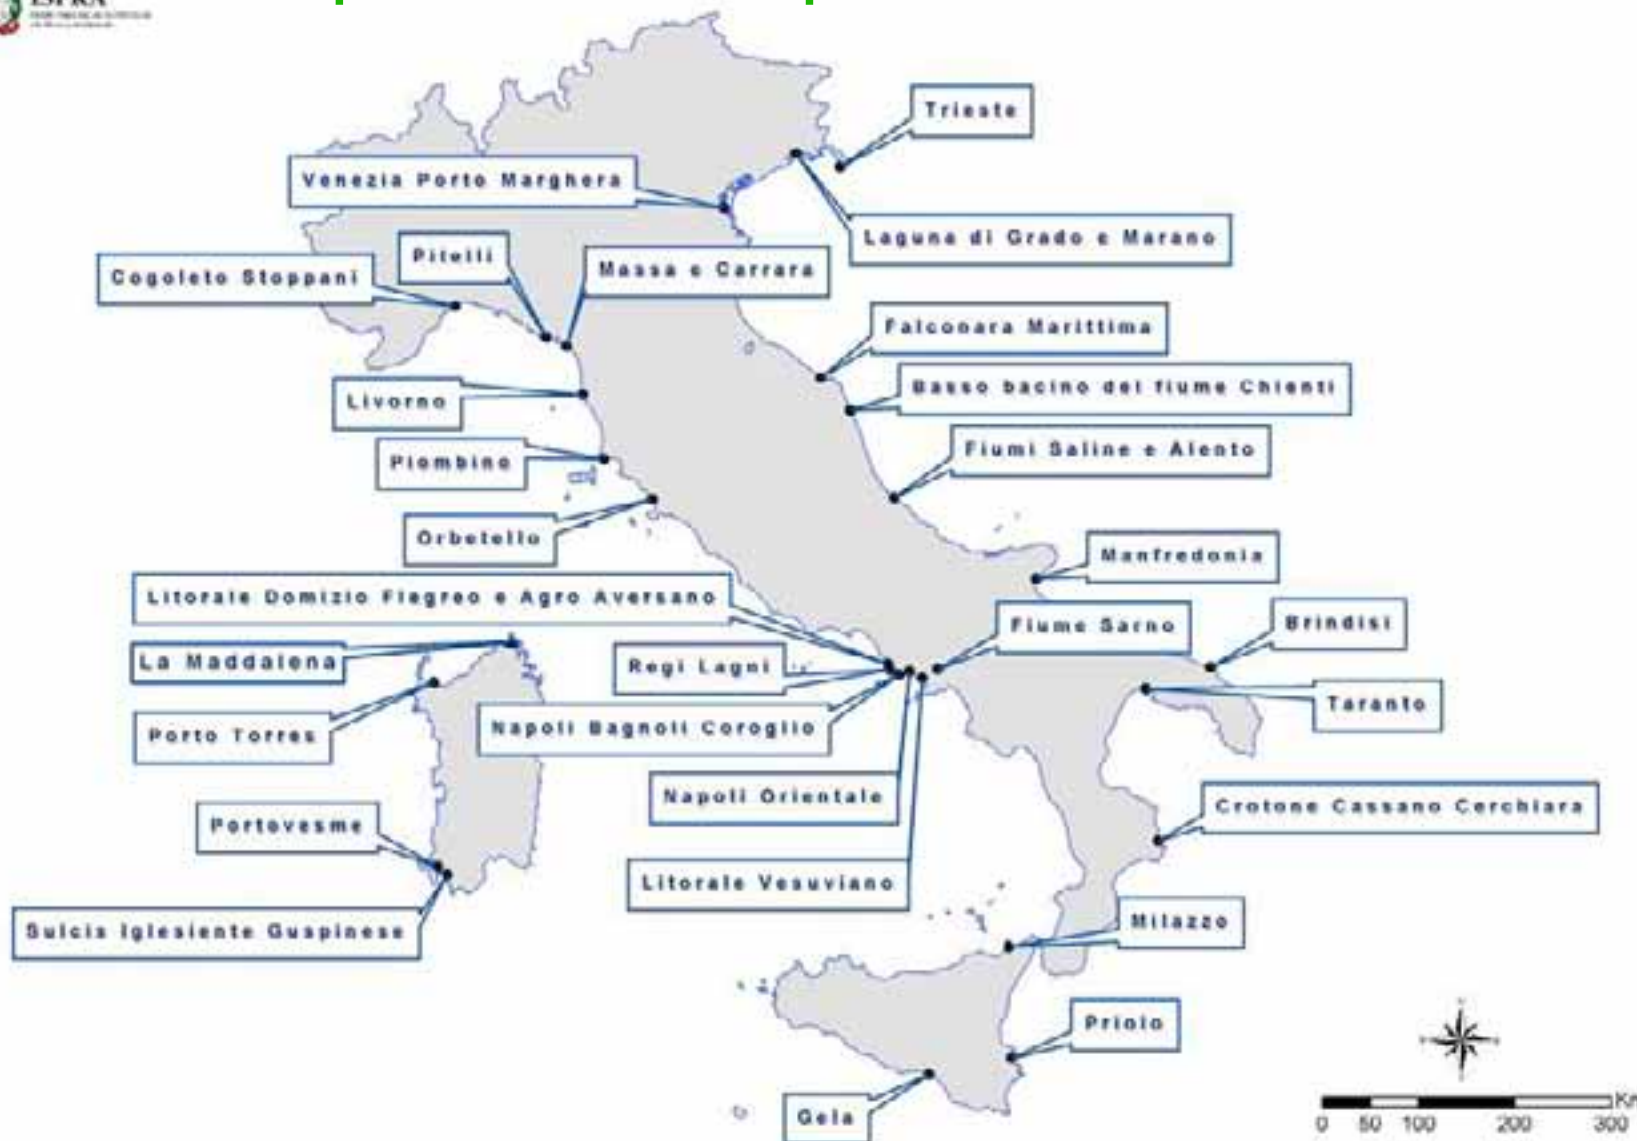 ISPRA
Trieste
Venezia Porto Marghera
Laguna di Grado e Marano
Pitelli
Massa e Carrara
Cogoleto Stoppani
Falconara Marittima
Basso bacino del fiume Chienti
Livorno
Fiumi Saline e Alento
Piombino
Orbetello
Manfredonia
Litorale Domizio Flegreo e Agro Aversano
Fiume Sarno
Brindisi
La Maddalena
Regi Lagni
Taranto
Porto Torres
Napoli Bagnoli Coroglio
Napoli Orientale
Crotone Cassano Cerchiara
Portovesme
Litorale Vesuviano
Sulcis Iglesiente Guspinese
Milazzo
Priolo
Gela
0 50 100 200 300